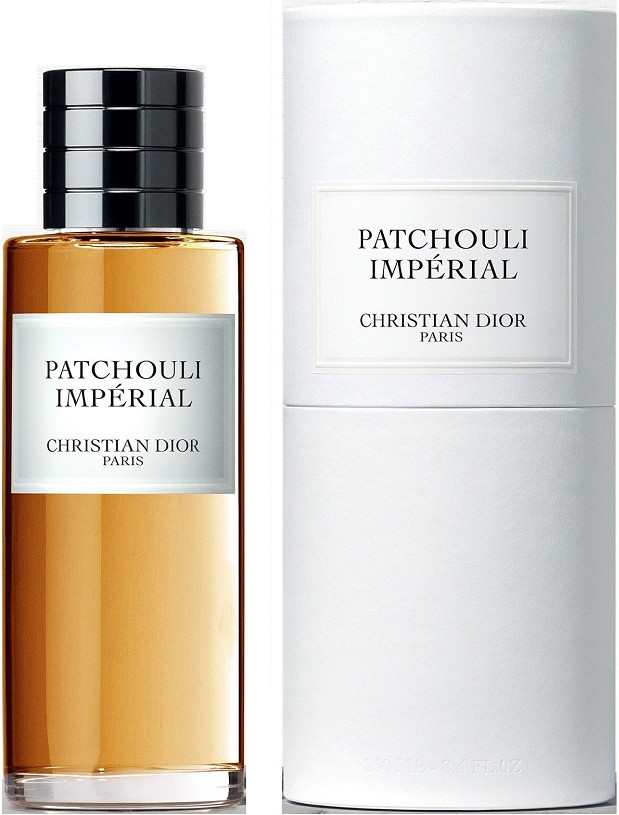 PATCHOULI
IMPÉRIAL
CHRISTIAN DIOR
PARIS
PATCHOULI
IMPÉRIAL
CHRISTIAN DIOR
PARIS